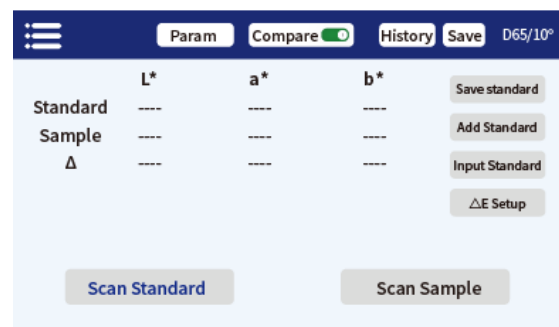 Param Compare History Save D65/10°
L* a* b*
Save standard
Standard ---- ---- ----
Add Standard
Sample ---- ---- ----
Δ ---- ---- ----
Input Standard
△E Setup
Scan Standard Scan Sample